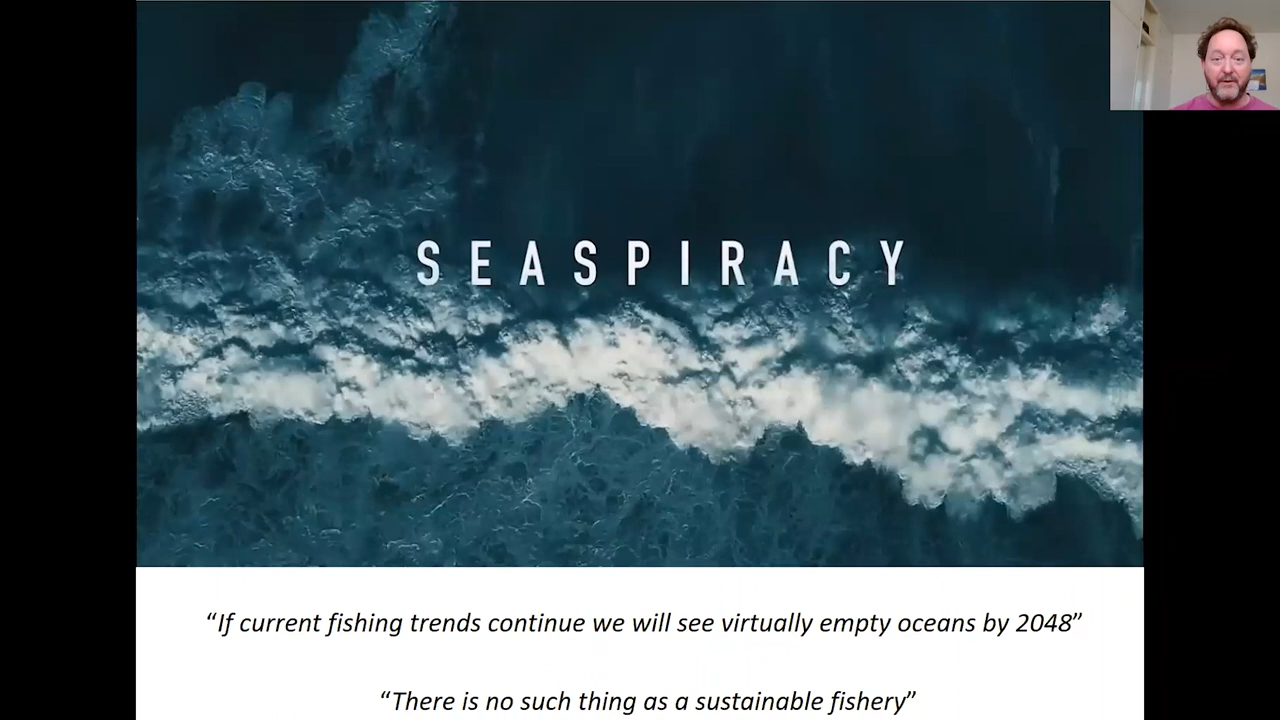 SEASPIRACY
“If current fishing trends continue we will see virtually empty oceans by 2048”
“There is no such thing as a sustainable fishery”